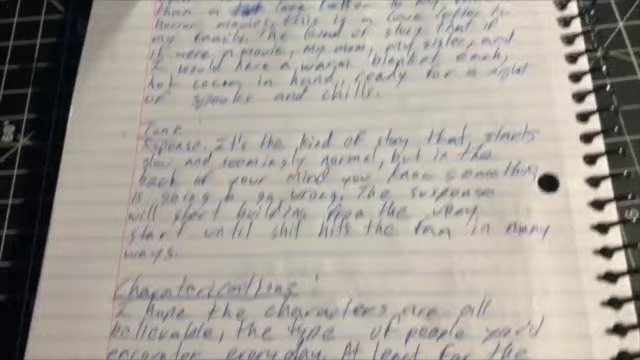 than a love letter to my
horror movies, this is a love letter to
my family. The kind of story that if
it were a movie, my mom, my sister, and
I would have a warm blanket each,
hot cocoa in hand, ready for a night
of spooks and chills.
Tone
It's the kind of story that starts
slow and seemingly normal, but in the
back of your mind you know something
is going to go wrong. The suspense
will start building from the very
start until shit hits the fan in many
ways.
I hope the characters are all
believable, the type of people you'd
encounter everyday. At least for the